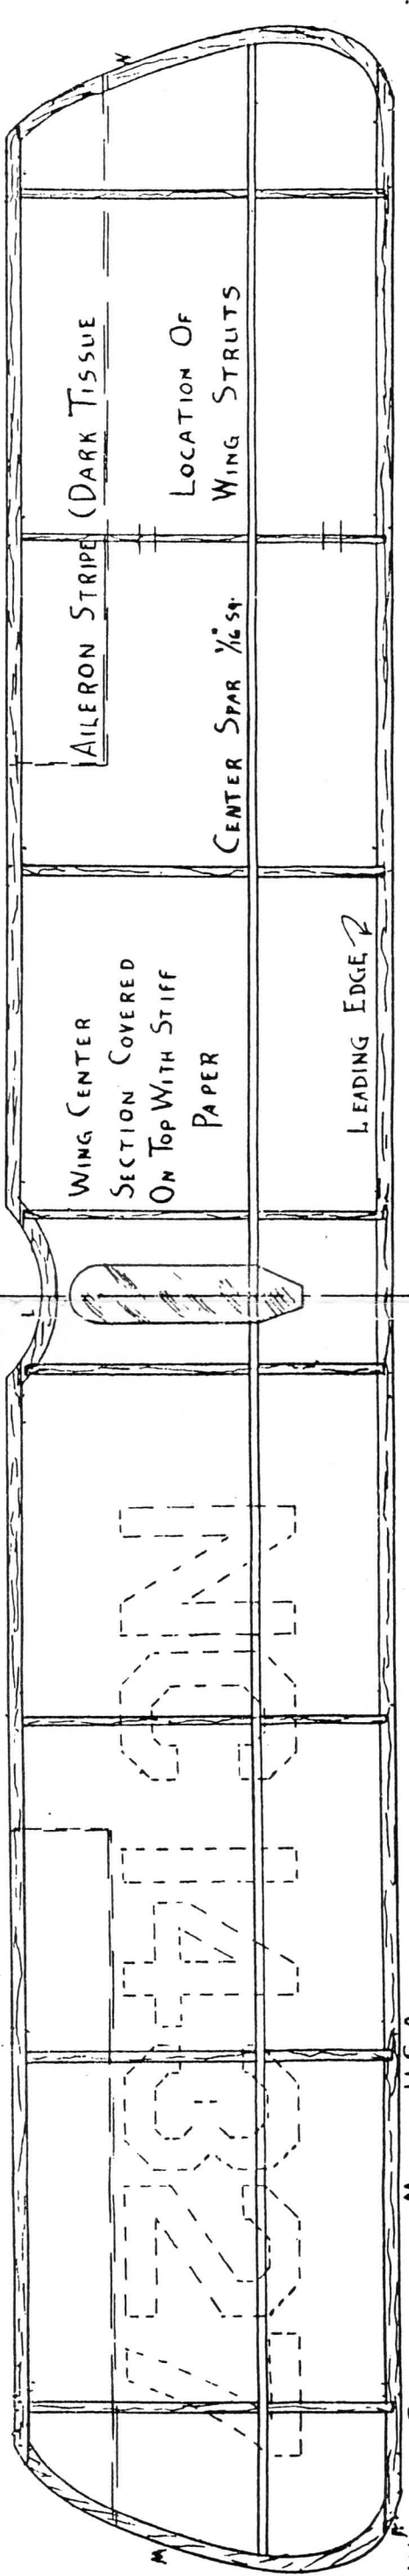 N
AILERON STRIPE (DARK TISSUE
LOCATION OF
WING STRUTS
CENTER SPAR 1/16" SQ.
WING CENTER
SECTION COVERED
ON TOP WITH STIFF
PAPER
LEADING EDGE
L
NC 14827
M